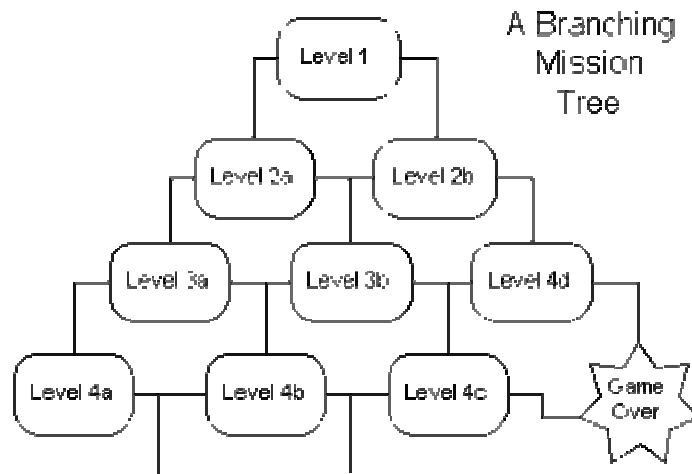 A Branching
Mission
Tree
Level 1
Level 2a
Level 2b
Level 3a
Level 3b
Level 4d
Level 4a
Level 4b
Level 4c
Game
Over